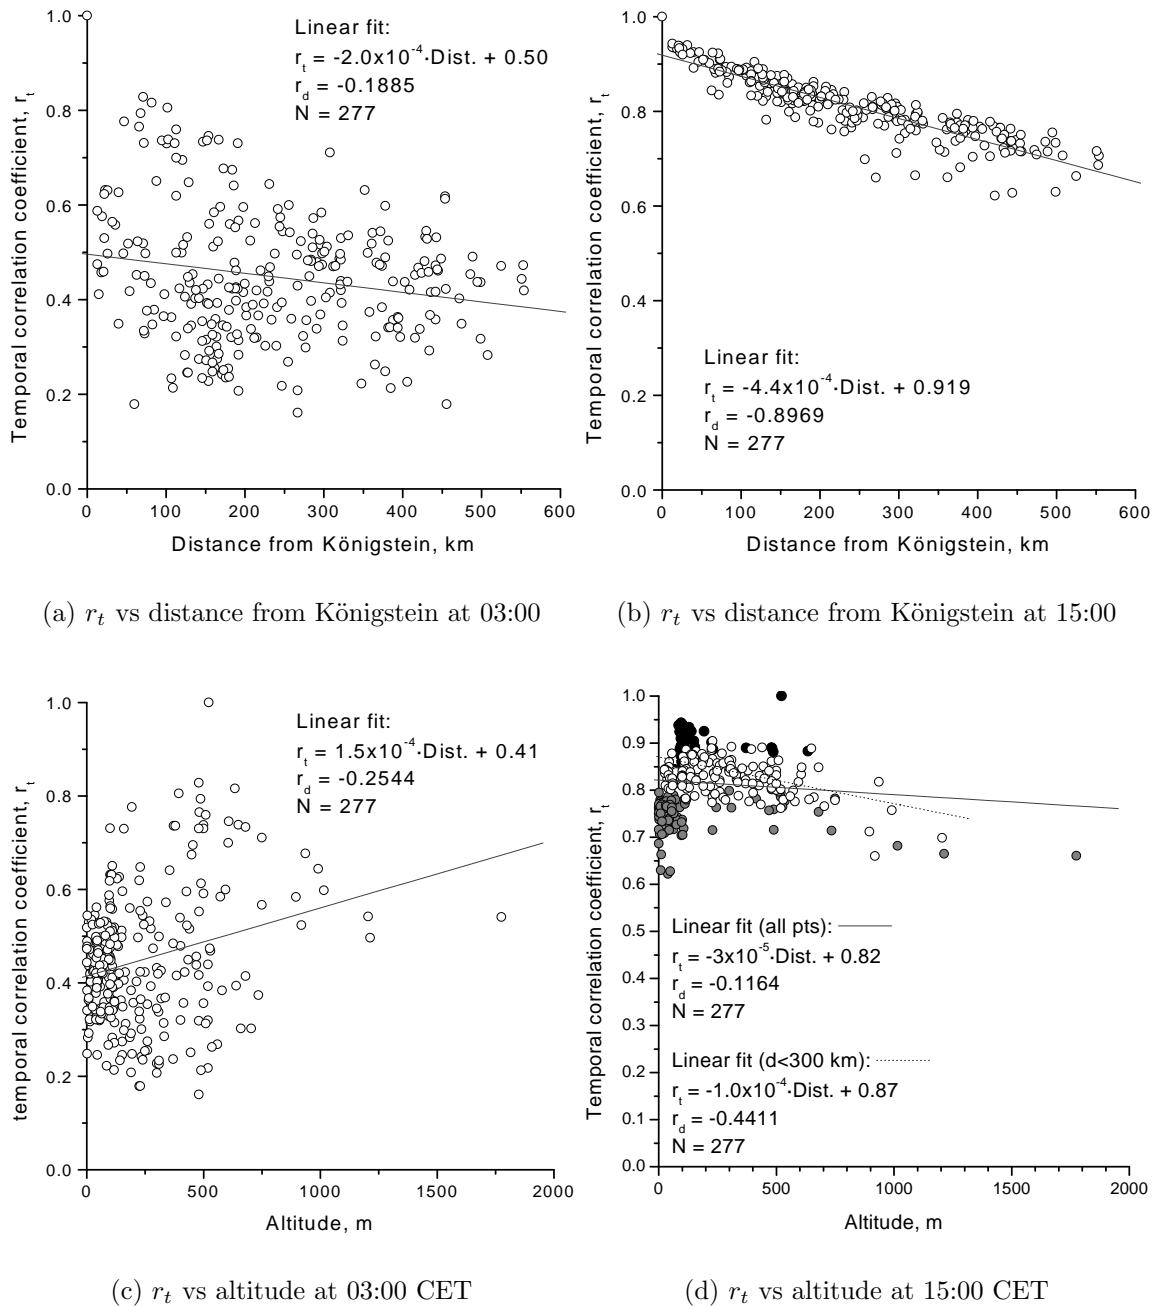 1.0
0.8
0.6
0.4
0.2
0.0
Temporal correlation coefficient, r_t
Linear fit:
r_t = -2.0x10^-4·Dist. + 0.50
r_d = -0.1885
N = 277
0 100 200 300 400 500 600
Distance from Königstein, km
1.0
0.8
0.6
0.4
0.2
0.0
Temporal correlation coefficient, r_t
Linear fit:
r_t = -4.4x10^-4·Dist. + 0.919
r_d = -0.8969
N = 277
0 100 200 300 400 500 600
Distance from Königstein, km
(a) r_t vs distance from Königstein at 03:00
(b) r_t vs distance from Königstein at 15:00
1.0
0.8
0.6
0.4
0.2
0.0
temporal correlation coefficient, r_t
Linear fit:
r_t = 1.5x10^-4·Dist. + 0.41
r_d = -0.2544
N = 277
0 500 1000 1500 2000
Altitude, m
1.0
0.9
0.8
0.7
0.6
0.5
0.4
0.3
0.2
0.1
0.0
Temporal correlation coefficient, r_t
Linear fit (all pts):
r_t = -3x10^-5·Dist. + 0.82
r_d = -0.1164
N = 277
Linear fit (d<300 km):
r_t = -1.0x10^-4·Dist. + 0.87
r_d = -0.4411
N = 277
0 500 1000 1500 2000
Altitude, m
(c) r_t vs altitude at 03:00 CET
(d) r_t vs altitude at 15:00 CET